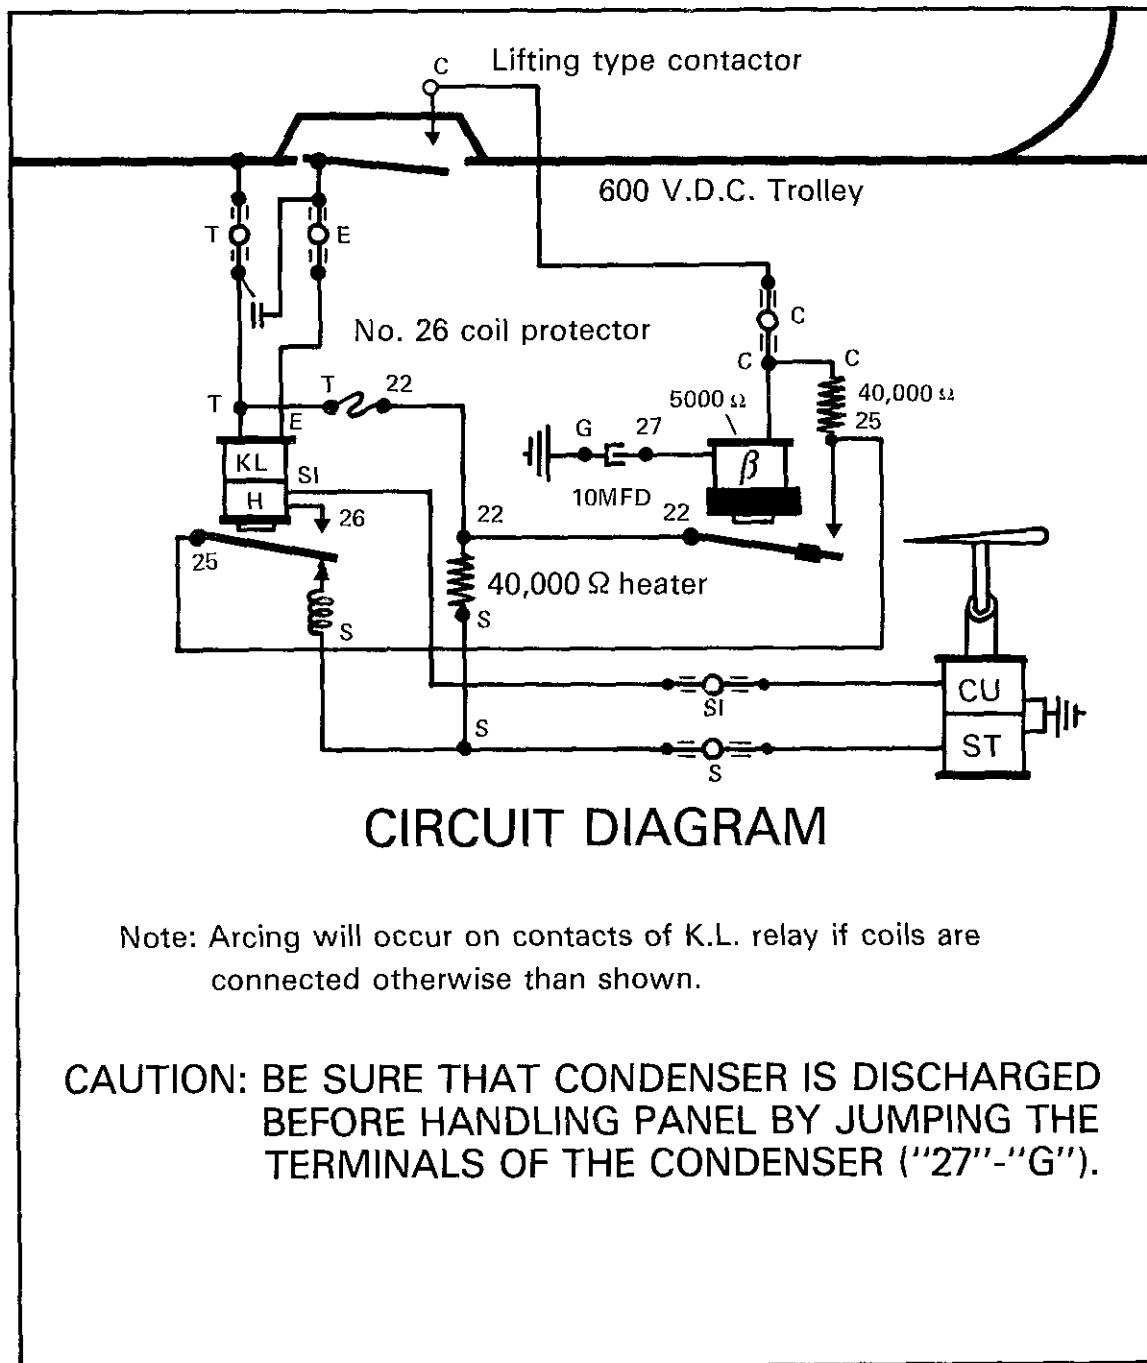 C Lifting type contactor
600 V.D.C. Trolley
T E
C
No. 26 coil protector
C C
T T 22
5000 Ω 40,000 Ω
E G 27 25
KL SI β
H 26 10MFD
22 22
25
40,000 Ω heater
S S
SI CU
S ST
S
CIRCUIT DIAGRAM
Note: Arcing will occur on contacts of K.L. relay if coils are
connected otherwise than shown.
CAUTION: BE SURE THAT CONDENSER IS DISCHARGED
BEFORE HANDLING PANEL BY JUMPING THE
TERMINALS OF THE CONDENSER ("27"-"G").